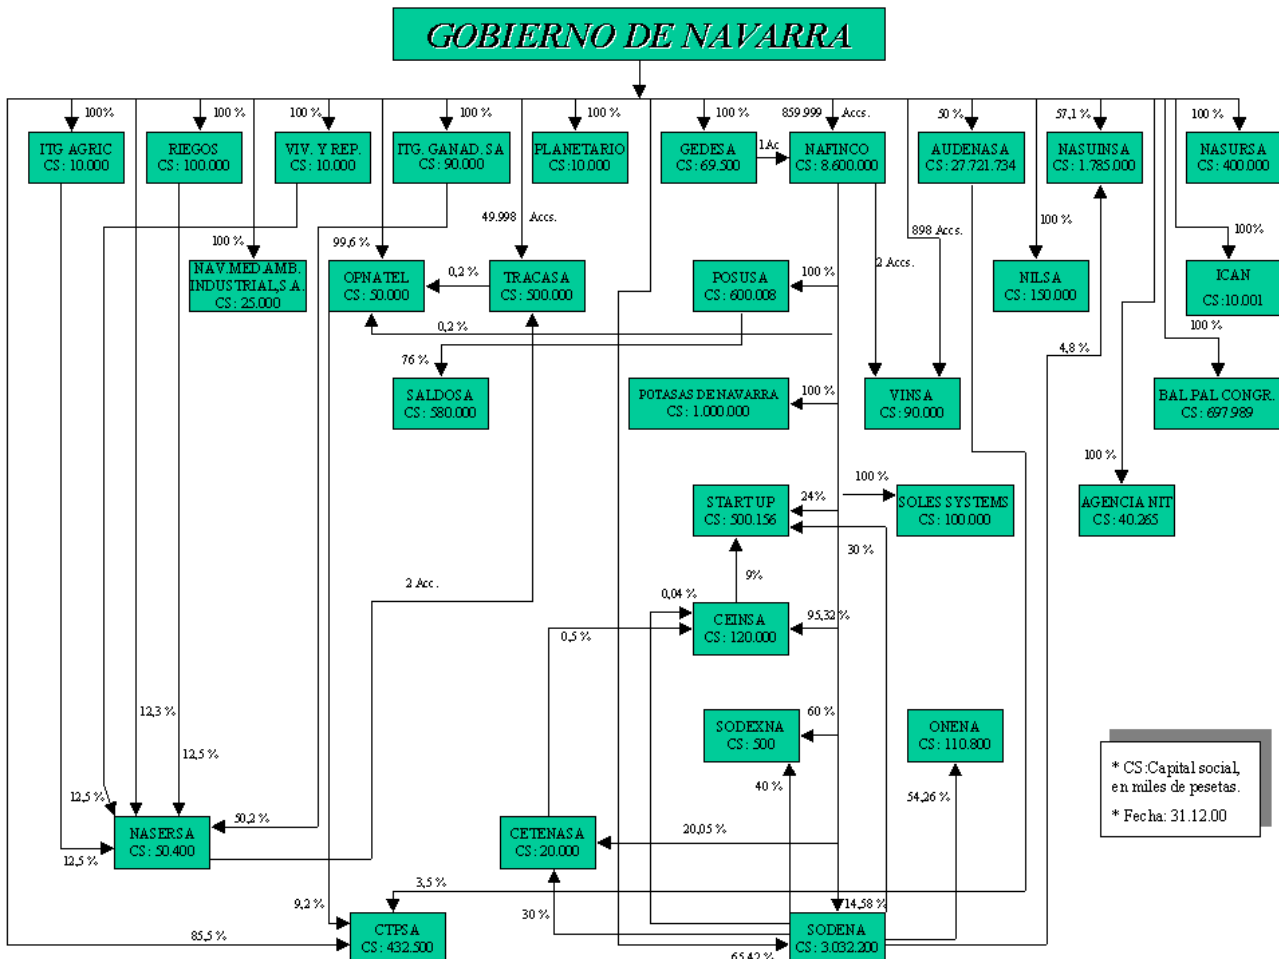 GOBIERNO DE NAVARRA
100%
100 %
100 %
100 %
100 %
100 %
859.999 Accs.
50 %
57,1 %
100 %
ITG AGRIC
CS: 10.000
RIEGOS
CS: 100.000
VIV. Y REP.
CS: 10.000
ITG. GANAD. SA
CS: 90.000
PLANETARIO
CS:10.000
GEDESA
CS: 69.500
1Ac
NAFINCO
CS: 8.600.000
AUDENASA
CS: 27.721.734
NASUINSA
CS: 1.785.000
NASURSA
CS: 400.000
49.998 Accs.
100 %
99,6 %
898 Accs.
100 %
100%
NAV.MED.AMB.
INDUSTRIAL,S.A.
CS: 25.000
OPNATEL
CS: 50.000
0,2 %
TRACASA
CS: 500.000
POSUSA
CS: 600.008
100 %
2 Accs.
NILSA
CS: 150.000
ICAN
CS:10.001
0,2 %
100 %
76 %
4,8 %
SALDOSA
CS: 580.000
POTASAS DE NAVARRA
CS: 1.000.000
100 %
VINSA
CS: 90.000
BAL.PAL CONGR.
CS: 697.989
100 %
100 %
START UP
CS: 500.156
24%
SOLES SYSTEMS
CS: 100.000
AGENCIA NIT
CS: 40.265
30 %
9%
2 Acc.
0,04 %
CEINSA
CS: 120.000
95,32 %
0,5 %
12,3 %
60 %
SODEXNA
CS: 500
ONENA
CS: 110.800
12,5 %
40 %
54,26 %
* CS:Capital social,
en miles de pesetas.
* Fecha: 31.12.00
12,5 %
50,2 %
NASERSA
CS: 50.400
CETENASA
CS: 20.000
20,05 %
12,5 %
3,5 %
9,2 %
30 %
14,58 %
CTPSA
CS: 432.500
85,5 %
SODENA
CS: 3.032.200
65,42 %